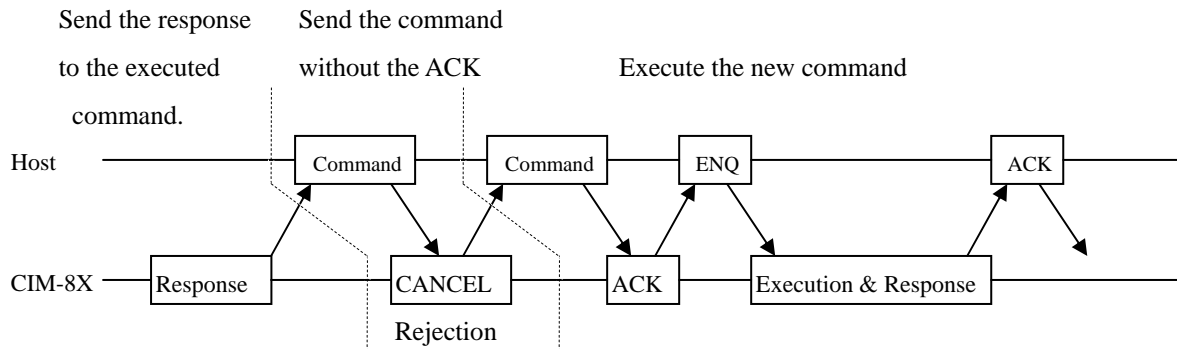 Send the response
to the executed
command.
Send the command
without the ACK
Execute the new command
Host
Command
Command
ENQ
ACK
CIM-8X
Response
CANCEL
ACK
Execution & Response
Rejection